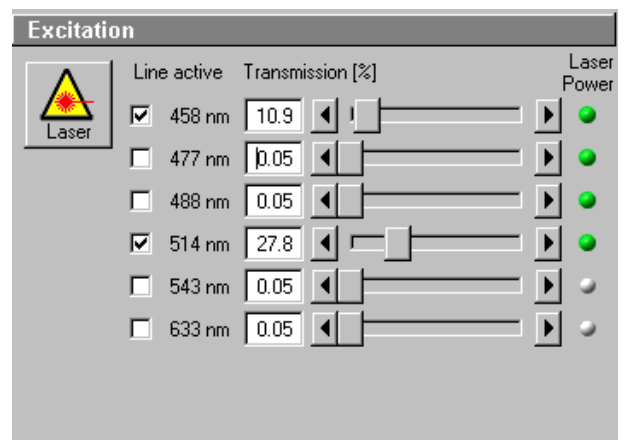 Excitation
Line active Transmission [%] Laser Power
Laser
458 nm 10.9
477 nm 0.05
488 nm 0.05
514 nm 27.8
543 nm 0.05
633 nm 0.05